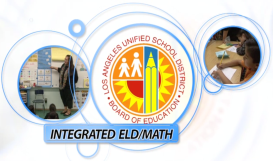 LOS ANGELES UNIFIED SCHOOL DISTRICT
BOARD OF EDUCATION
INTEGRATED ELD/MATH